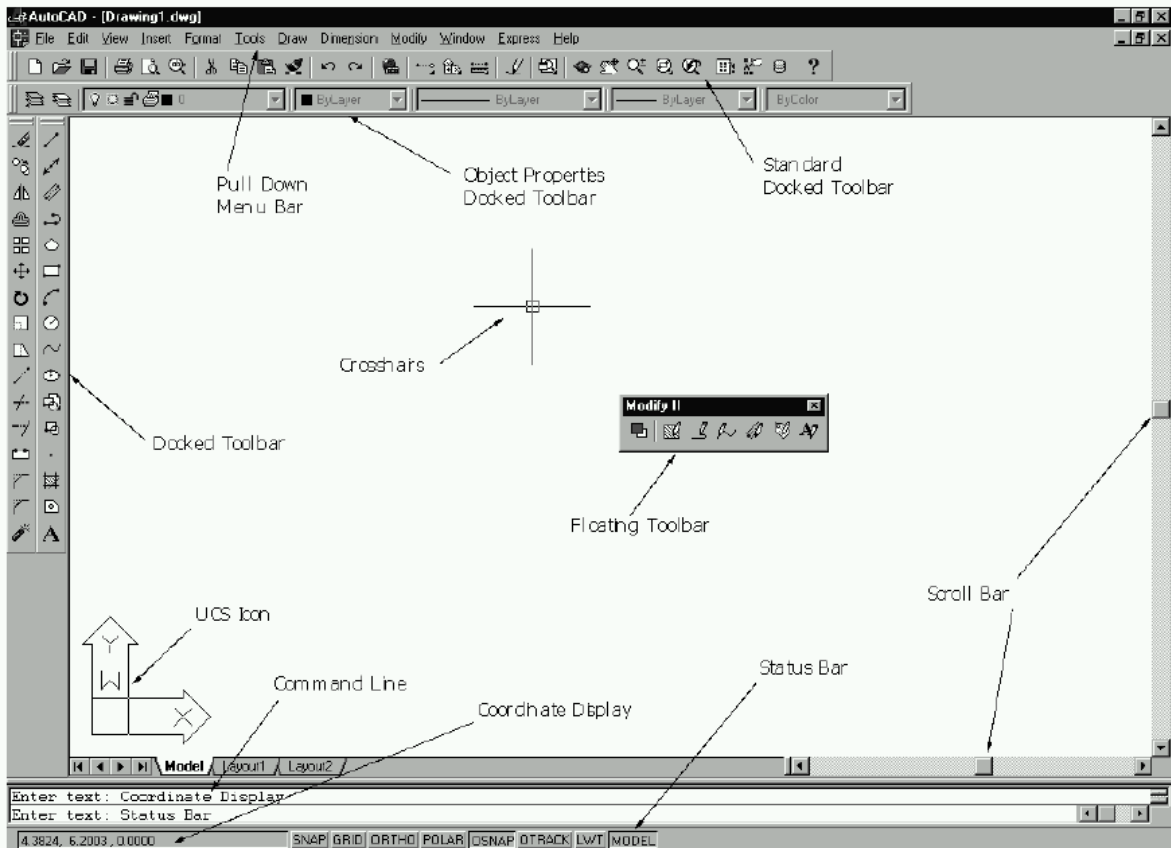 AutoCAD - [Drawing1.dwg]
File Edit View Insert Format Tools Draw Dimension Modify Window Express Help
0 ByLayer ByLayer ByLayer ByColor
Pull Down
Menu Bar
Object Properties
Docked Toolbar
Standard
Docked Toolbar
Crosshairs
Modify II
Docked Toolbar
Floating Toolbar
Scroll Bar
UCS Icon
Y
W
X
Command Line
Status Bar
Coordinate Display
Model Layout1 Layout2
Enter text: Coordinate Display
Enter text: Status Bar
4.3824, 6.2003, 0.0000 SNAP GRID ORTHO POLAR OSNAP OTRACK LWT MODEL